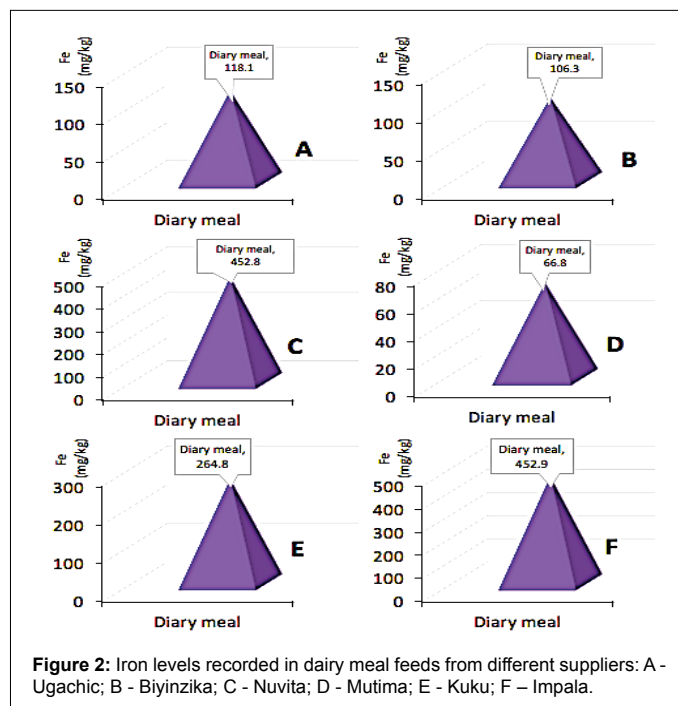 Fe
(mg/kg)
150
100
50
0
Diary meal,
118.1
A
Diary meal
Fe
(mg/kg)
150
100
50
0
Diary meal,
106.3
B
Diary meal
Fe
(mg/kg)
500
400
300
200
100
0
Diary meal,
452.8
C
Diary meal
Fe
(mg/kg)
80
60
40
20
0
Diary meal,
66.8
D
Diary meal
Fe
(mg/kg)
300
200
100
0
Diary meal,
264.8
E
Diary meal
Fe
(mg/kg)
500
400
300
200
100
0
Diary meal,
452.9
F
Diary meal
Figure 2: Iron levels recorded in dairy meal feeds from different suppliers: A -
Ugachic; B - Biyinzika; C - Nuvita; D - Mutima; E - Kuku; F – Impala.